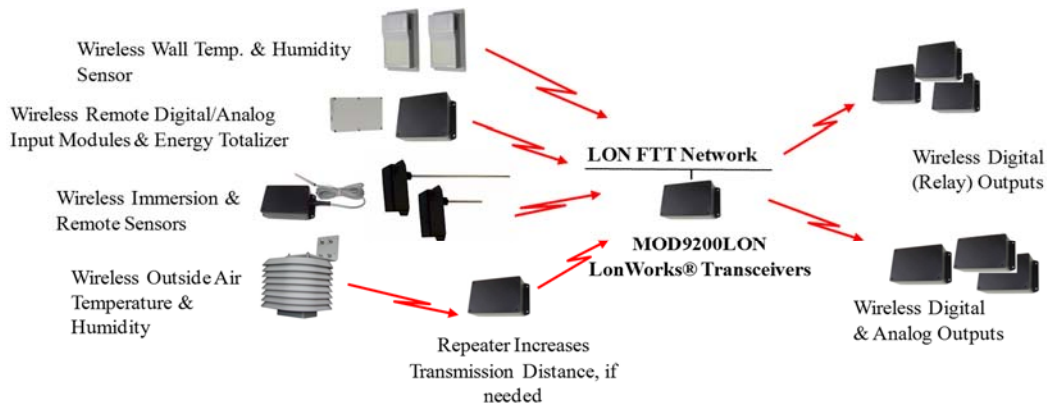 Wireless Wall Temp. & Humidity
Sensor
Wireless Remote Digital/Analog
Input Modules & Energy Totalizer
Wireless Immersion &
Remote Sensors
Wireless Outside Air
Temperature &
Humidity
Repeater Increases
Transmission Distance, if
needed
LON FTT Network
MOD9200LON
LonWorks® Transceivers
Wireless Digital
(Relay) Outputs
Wireless Digital
& Analog Outputs